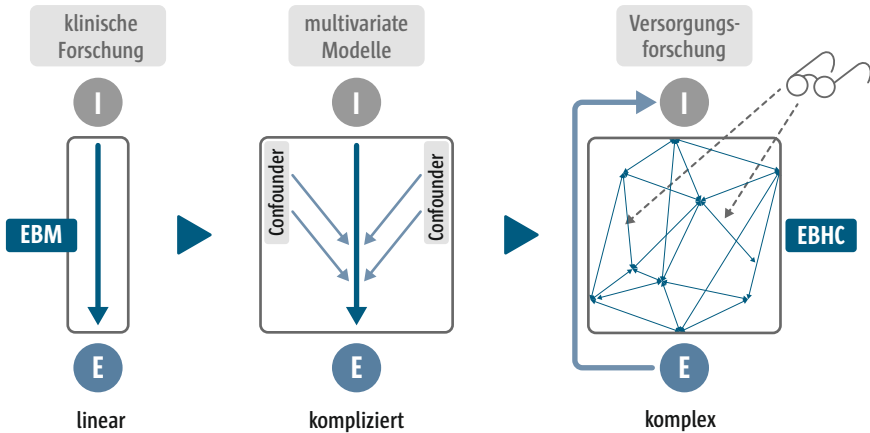 klinische
Forschung
multivariate
Modelle
Versorgungs-
forschung
I
I
I
Confounder
Confounder
EBM
EBHC
E
E
E
linear
kompliziert
komplex